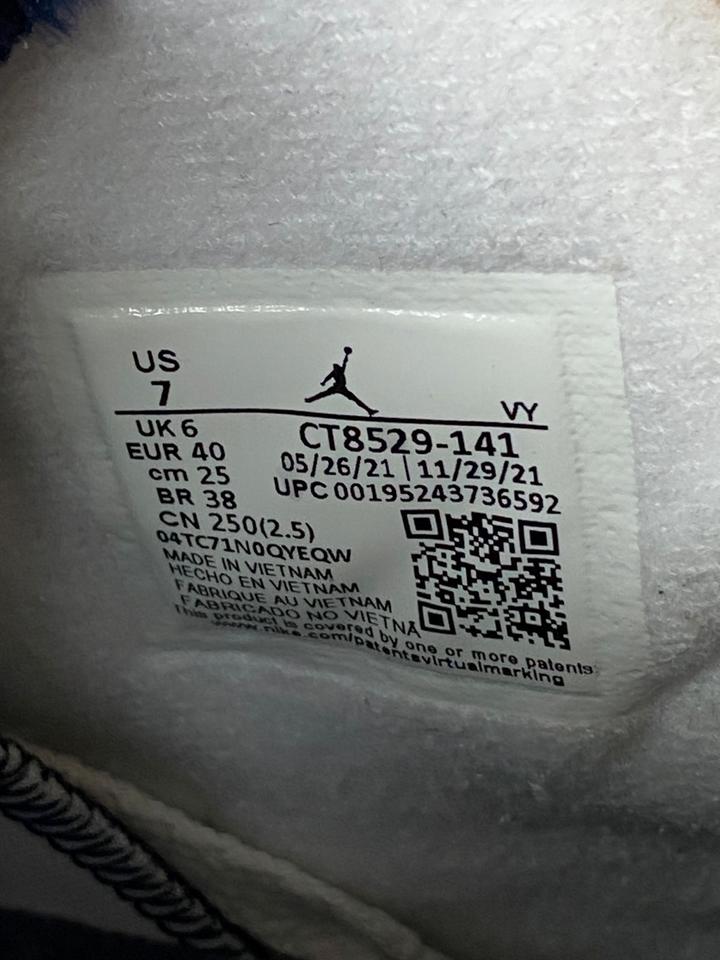 US
7
VY
UK 6
EUR 40
cm 25
BR 38
CN 250(2.5)
04TC71N0QYEQW
CT8529-141
05/26/21 | 11/29/21
UPC 00195243736592
MADE IN VIETNAM
HECHO EN VIETNAM
FABRIQUE AU VIETNAM
FABRICADO NO VIETNA
This product is covered by one or more patents:
www.nike.com/patentsvirtualmarking